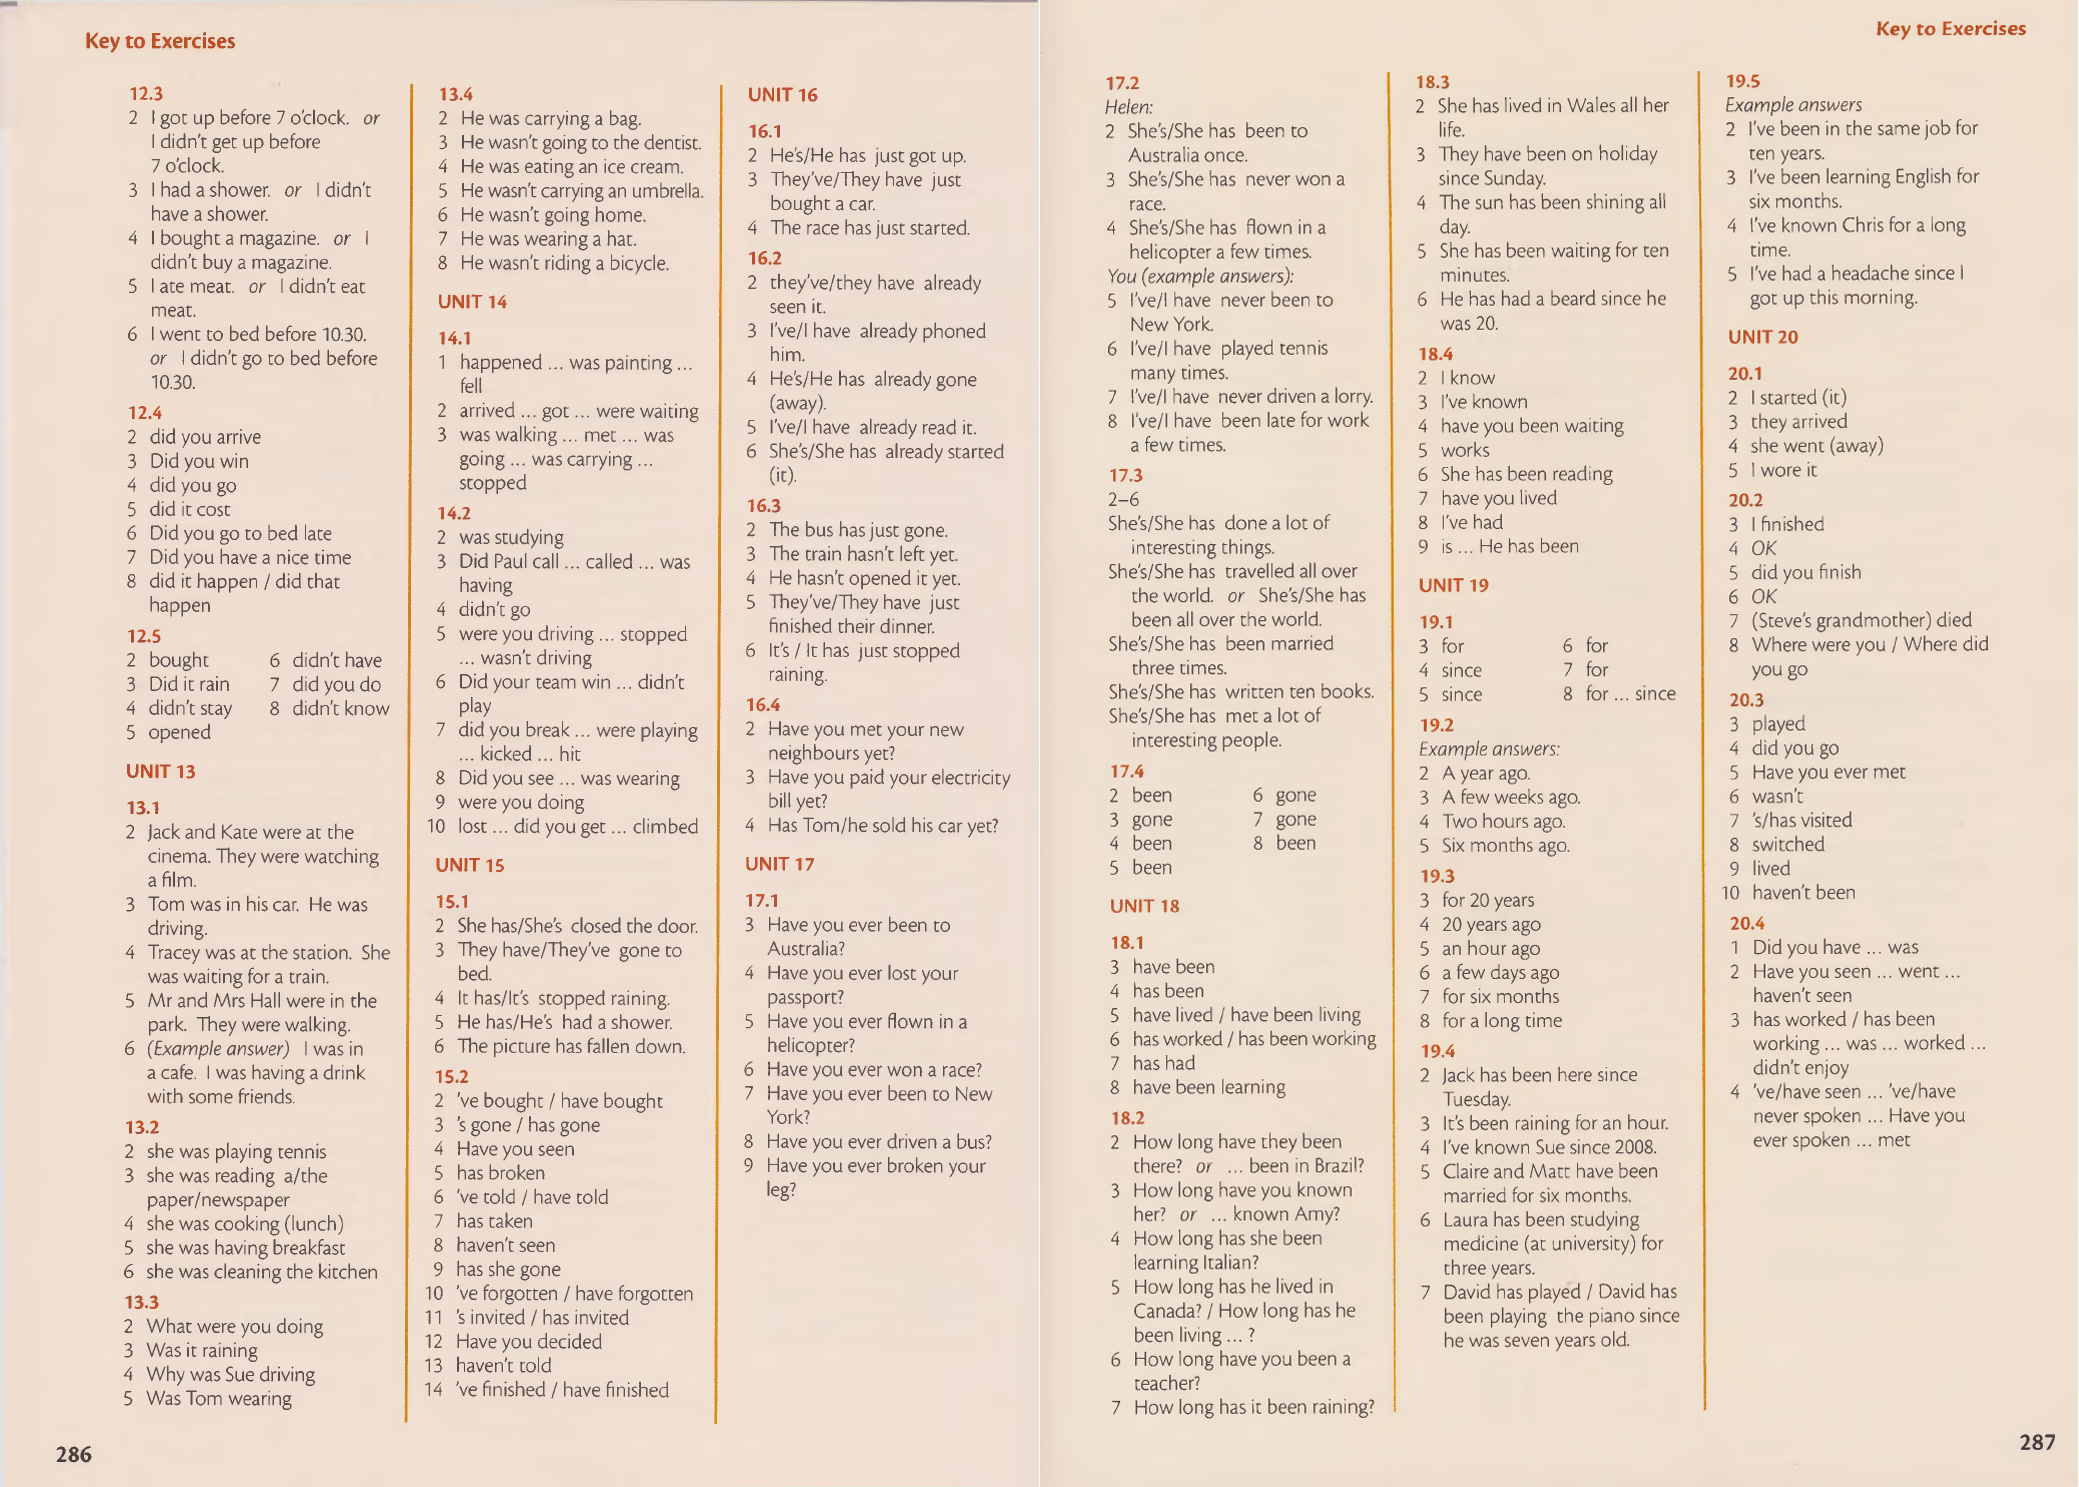 Key to Exercises
12.3
2 I got up before 7 o'clock. or
I didn't get up before
7 o'clock.
3 I had a shower. or I didn't
have a shower.
4 I bought a magazine. or I
didn't buy a magazine.
5 I ate meat. or I didn't eat
meat.
6 I went to bed before 10.30.
or I didn't go to bed before
10.30.
12.4
2 did you arrive
3 Did you win
4 did you go
5 did it cost
6 Did you go to bed late
7 Did you have a nice time
8 did it happen / did that
happen
12.5
2 bought 6 didn't have
3 Did it rain 7 did you do
4 didn't stay 8 didn't know
5 opened
UNIT 13
13.1
2 Jack and Kate were at the
cinema. They were watching
a film.
3 Tom was in his car. He was
driving.
4 Tracey was at the station. She
was waiting for a train.
5 Mr and Mrs Hall were in the
park. They were walking.
6 (Example answer) I was in
a cafe. I was having a drink
with some friends.
13.2
2 she was playing tennis
3 she was reading a/the
paper/newspaper
4 she was cooking (lunch)
5 she was having breakfast
6 she was cleaning the kitchen
13.3
2 What were you doing
3 Was it raining
4 Why was Sue driving
5 Was Tom wearing
13.4
2 He was carrying a bag.
3 He wasn't going to the dentist.
4 He was eating an ice cream.
5 He wasn't carrying an umbrella.
6 He wasn't going home.
7 He was wearing a hat.
8 He wasn't riding a bicycle.
UNIT 14
14.1
1 happened ... was painting ...
fell
2 arrived ... got ... were waiting
3 was walking ... met ... was
going ... was carrying ...
stopped
14.2
2 was studying
3 Did Paul call ... called ... was
having
4 didn't go
5 were you driving ... stopped
... wasn't driving
6 Did your team win ... didn't
play
7 did you break ... were playing
... kicked ... hit
8 Did you see ... was wearing
9 were you doing
10 lost ... did you get ... climbed
UNIT 15
15.1
2 She has/She's closed the door.
3 They have/They've gone to
bed.
4 It has/It's stopped raining.
5 He has/He's had a shower.
6 The picture has fallen down.
15.2
2 've bought / have bought
3 's gone / has gone
4 Have you seen
5 has broken
6 've told / have told
7 has taken
8 haven't seen
9 has she gone
10 've forgotten / have forgotten
11 's invited / has invited
12 Have you decided
13 haven't told
14 've finished / have finished
UNIT 16
16.1
2 He's/He has just got up.
3 They've/They have just
bought a car.
4 The race has just started.
16.2
2 they've/they have already
seen it.
3 I've/I have already phoned
him.
4 He's/He has already gone
(away).
5 I've/I have already read it.
6 She's/She has already started
(it).
16.3
2 The bus has just gone.
3 The train hasn't left yet.
4 He hasn't opened it yet.
5 They've/They have just
finished their dinner.
6 It's / It has just stopped
raining.
16.4
2 Have you met your new
neighbours yet?
3 Have you paid your electricity
bill yet?
4 Has Tom/he sold his car yet?
UNIT 17
17.1
3 Have you ever been to
Australia?
4 Have you ever lost your
passport?
5 Have you ever flown in a
helicopter?
6 Have you ever won a race?
7 Have you ever been to New
York?
8 Have you ever driven a bus?
9 Have you ever broken your
leg?
286
Key to Exercises
17.2
Helen:
2 She's/She has been to
Australia once.
3 She's/She has never won a
race.
4 She's/She has flown in a
helicopter a few times.
You (example answers):
5 I've/I have never been to
New York.
6 I've/I have played tennis
many times.
7 I've/I have never driven a lorry.
8 I've/I have been late for work
a few times.
17.3
2–6
She's/She has done a lot of
interesting things.
She's/She has travelled all over
the world. or She's/She has
been all over the world.
She's/She has been married
three times.
She's/She has written ten books.
She's/She has met a lot of
interesting people.
17.4
2 been 6 gone
3 gone 7 gone
4 been 8 been
5 been
UNIT 18
18.1
3 have been
4 has been
5 have lived / have been living
6 has worked / has been working
7 has had
8 have been learning
18.2
2 How long have they been
there? or ... been in Brazil?
3 How long have you known
her? or ... known Amy?
4 How long has she been
learning Italian?
5 How long has he lived in
Canada? / How long has he
been living ... ?
6 How long have you been a
teacher?
7 How long has it been raining?
18.3
2 She has lived in Wales all her
life.
3 They have been on holiday
since Sunday.
4 The sun has been shining all
day.
5 She has been waiting for ten
minutes.
6 He has had a beard since he
was 20.
18.4
2 I know
3 I've known
4 have you been waiting
5 works
6 She has been reading
7 have you lived
8 I've had
9 is ... He has been
UNIT 19
19.1
3 for 6 for
4 since 7 for
5 since 8 for ... since
19.2
Example answers:
2 A year ago.
3 A few weeks ago.
4 Two hours ago.
5 Six months ago.
19.3
3 for 20 years
4 20 years ago
5 an hour ago
6 a few days ago
7 for six months
8 for a long time
19.4
2 Jack has been here since
Tuesday.
3 It's been raining for an hour.
4 I've known Sue since 2008.
5 Claire and Matt have been
married for six months.
6 Laura has been studying
medicine (at university) for
three years.
7 David has played / David has
been playing the piano since
he was seven years old.
19.5
Example answers
2 I've been in the same job for
ten years.
3 I've been learning English for
six months.
4 I've known Chris for a long
time.
5 I've had a headache since I
got up this morning.
UNIT 20
20.1
2 I started (it)
3 they arrived
4 she went (away)
5 I wore it
20.2
3 I finished
4 OK
5 did you finish
6 OK
7 (Steve's grandmother) died
8 Where were you / Where did
you go
20.3
3 played
4 did you go
5 Have you ever met
6 wasn't
7 's/has visited
8 switched
9 lived
10 haven't been
20.4
1 Did you have ... was
2 Have you seen ... went ...
haven't seen
3 has worked / has been
working ... was ... worked ...
didn't enjoy
4 've/have seen ... 've/have
never spoken ... Have you
ever spoken ... met
287